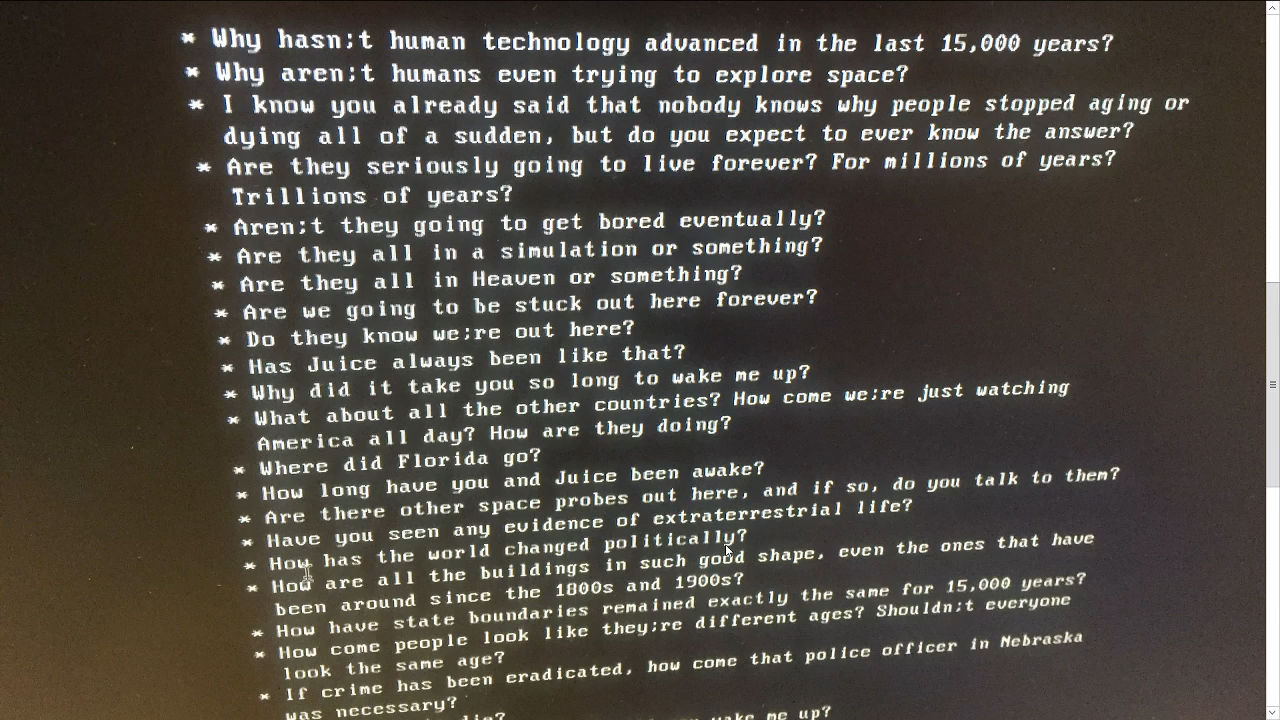 * Why hasn;t human technology advanced in the last 15,000 years?
* Why aren;t humans even trying to explore space?
* I know you already said that nobody knows why people stopped aging or
dying all of a sudden, but do you expect to ever know the answer?
* Are they seriously going to live forever? For millions of years?
Trillions of years?
* Aren;t they going to get bored eventually?
* Are they all in a simulation or something?
* Are they all in Heaven or something?
* Are we going to be stuck out here forever?
* Do they know we;re out here?
* Has Juice always been like that?
* Why did it take you so long to wake me up?
* What about all the other countries? How come we;re just watching
America all day? How are they doing?
* Where did Florida go?
* How long have you and Juice been awake?
* Are there other space probes out here, and if so, do you talk to them?
* Have you seen any evidence of extraterrestrial life?
* How has the world changed politically?
* How are all the buildings in such good shape, even the ones that have
been around since the 1800s and 1900s?
* How have state boundaries remained exactly the same for 15,000 years?
* How come people look like they;re different ages? Shouldn;t everyone
look the same age?
* If crime has been eradicated, how come that police officer in Nebraska
was necessary?
wake me up?